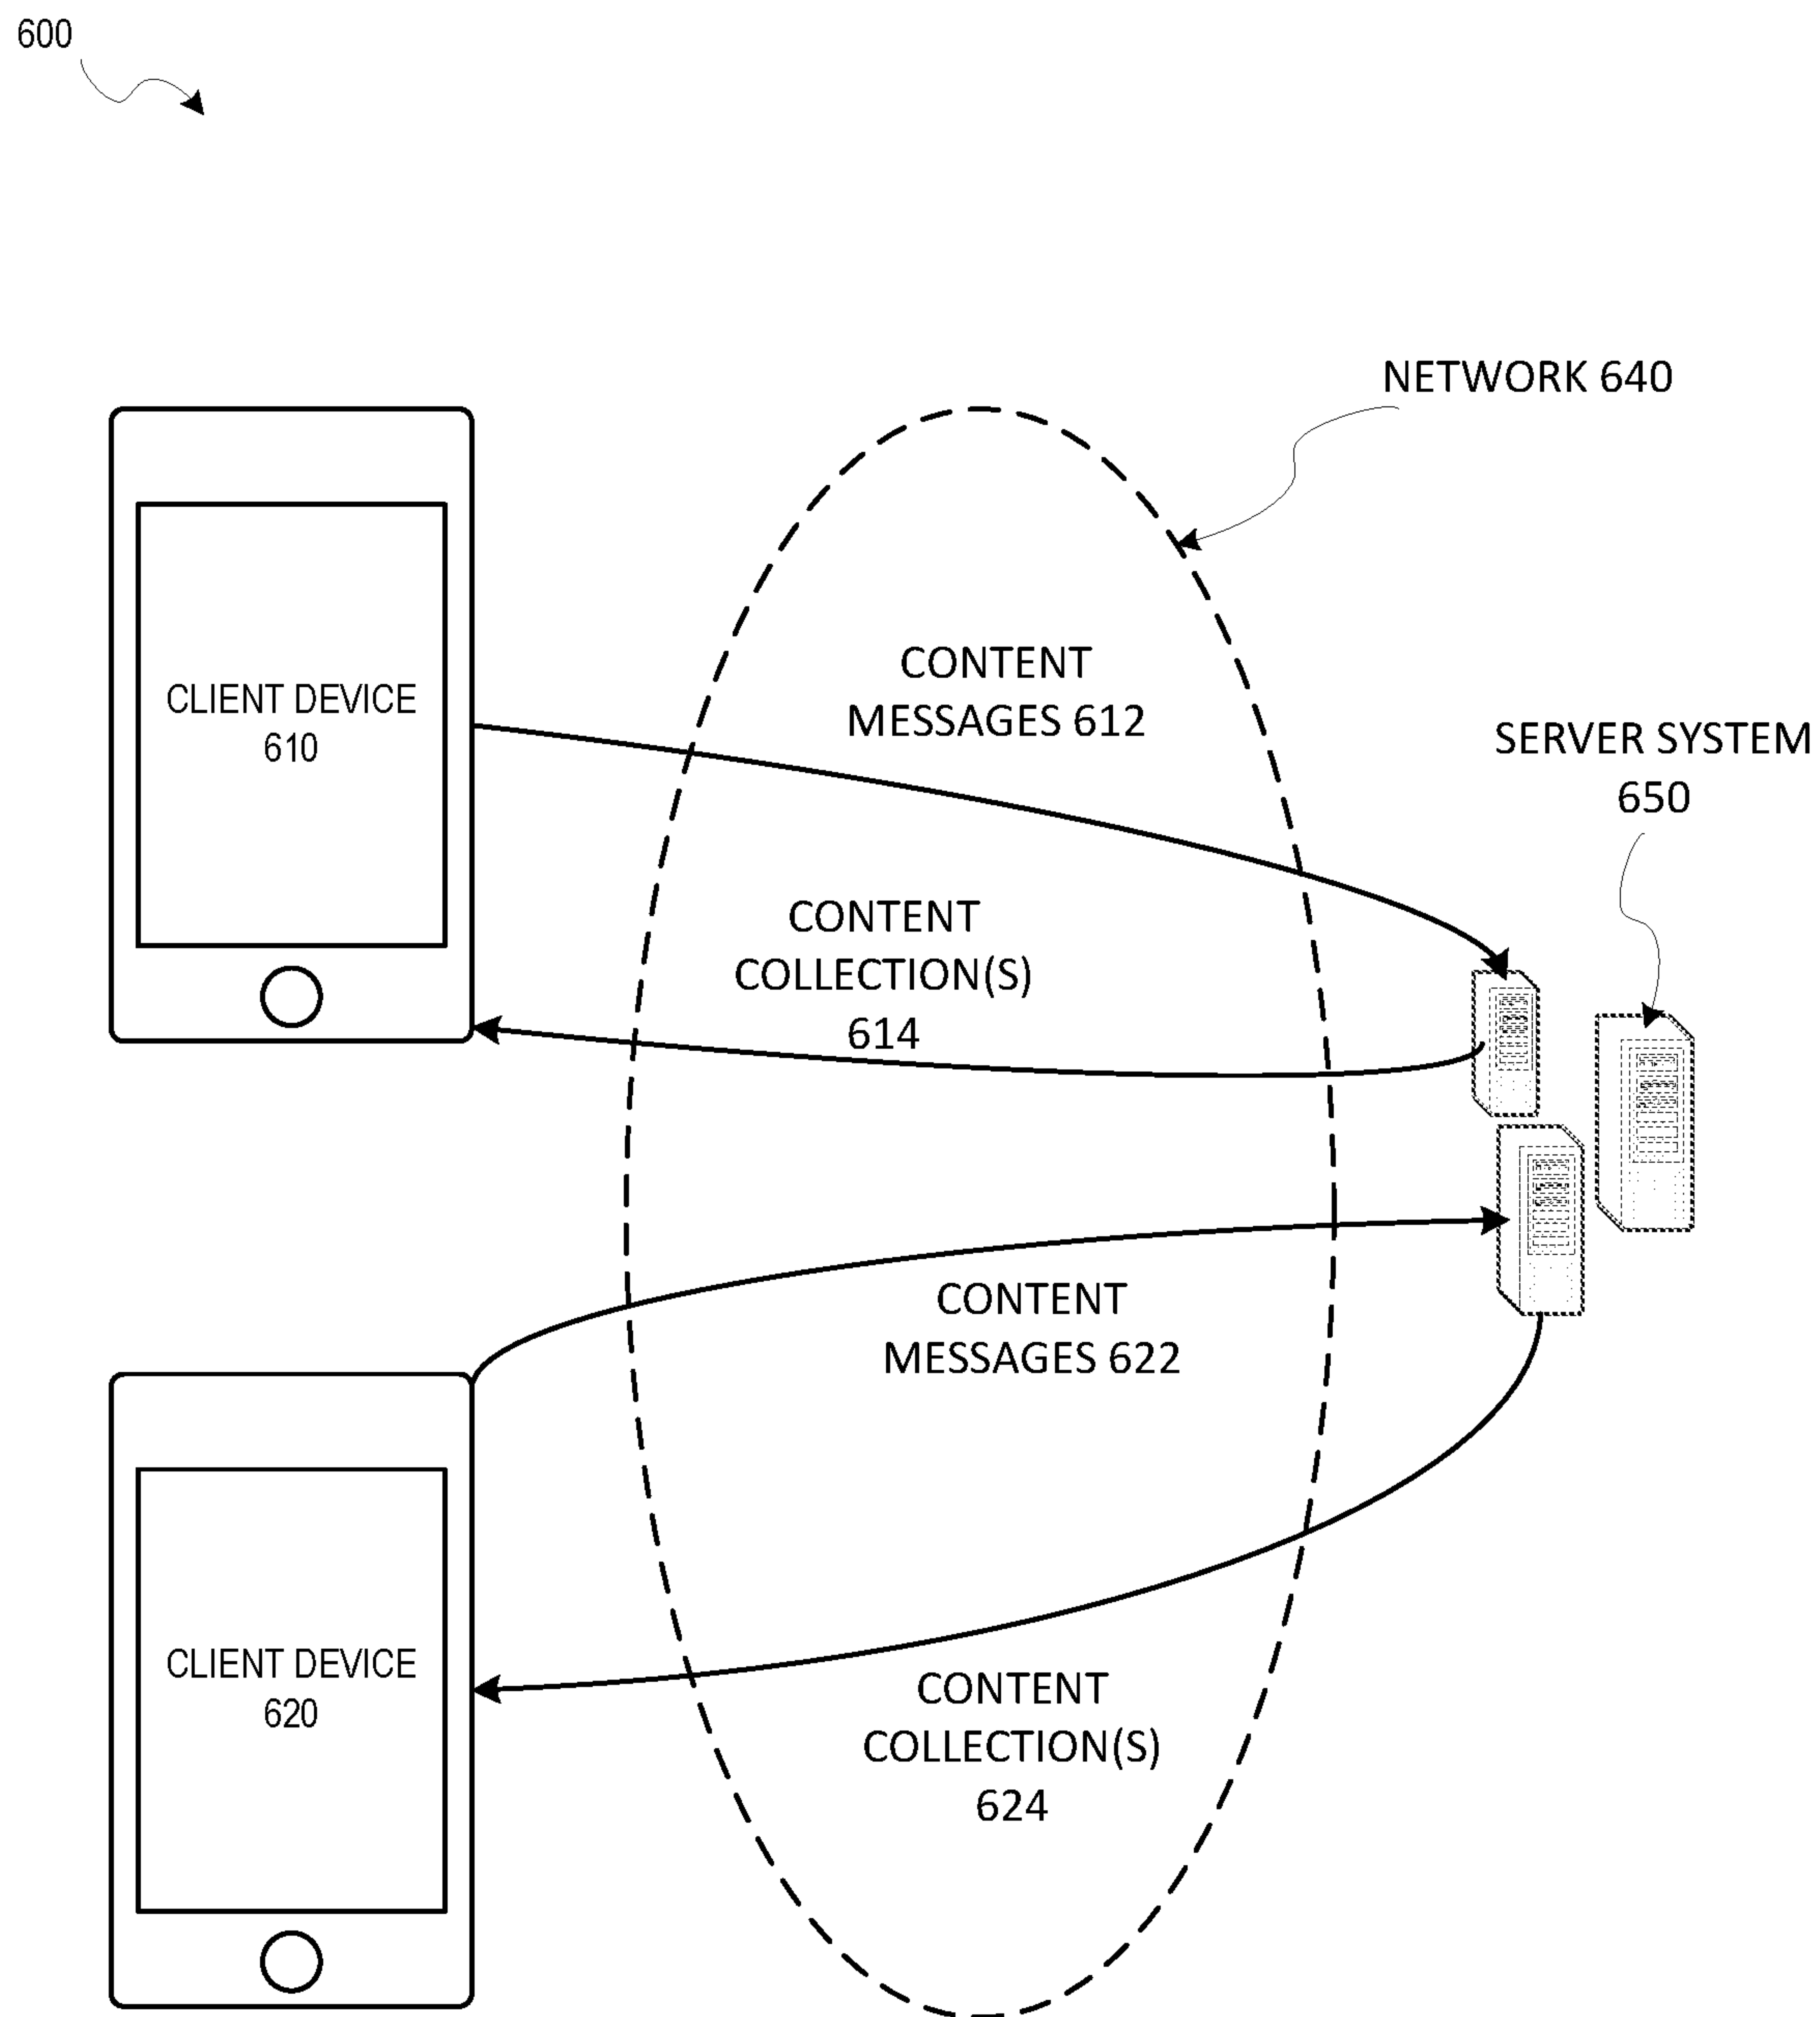 600
NETWORK 640
CLIENT DEVICE
610
CONTENT
MESSAGES 612
SERVER SYSTEM
650
CONTENT
COLLECTION(S)
614
CONTENT
MESSAGES 622
CLIENT DEVICE
620
CONTENT
COLLECTION(S)
624